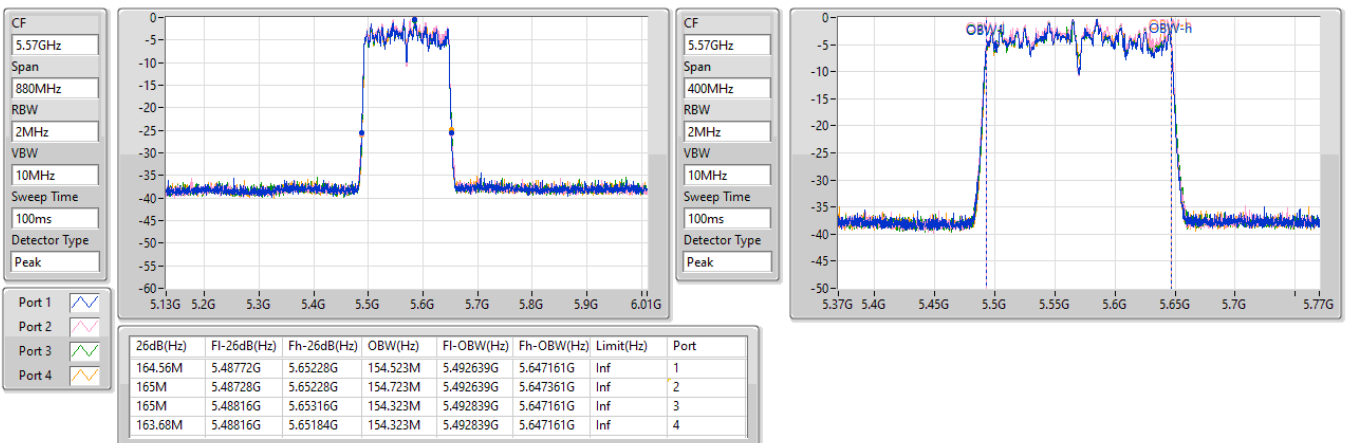 CF
5.57GHz
Span
880MHz
RBW
2MHz
VBW
10MHz
Sweep Time
100ms
Detector Type
Peak
0
-5
-10
-15
-20
-25
-30
-35
-40
-45
-50
-55
-60
5.13G 5.2G 5.3G 5.4G 5.5G 5.6G 5.7G 5.8G 5.9G 6.01G
CF
5.57GHz
Span
400MHz
RBW
2MHz
VBW
10MHz
Sweep Time
100ms
Detector Type
Peak
0
-5
-10
-15
-20
-25
-30
-35
-40
-45
-50
OBW-l OBW-h
5.37G 5.4G 5.45G 5.5G 5.55G 5.6G 5.65G 5.7G 5.77G
Port 1
Port 2
Port 3
Port 4
26dB(Hz) Fl-26dB(Hz) Fh-26dB(Hz) OBW(Hz) Fl-OBW(Hz) Fh-OBW(Hz) Limit(Hz) Port
164.56M 5.48772G 5.65228G 154.523M 5.492639G 5.647161G Inf 1
165M 5.48728G 5.65228G 154.723M 5.492639G 5.647361G Inf 2
165M 5.48816G 5.65316G 154.323M 5.492839G 5.647161G Inf 3
163.68M 5.48816G 5.65184G 154.323M 5.492839G 5.647161G Inf 4